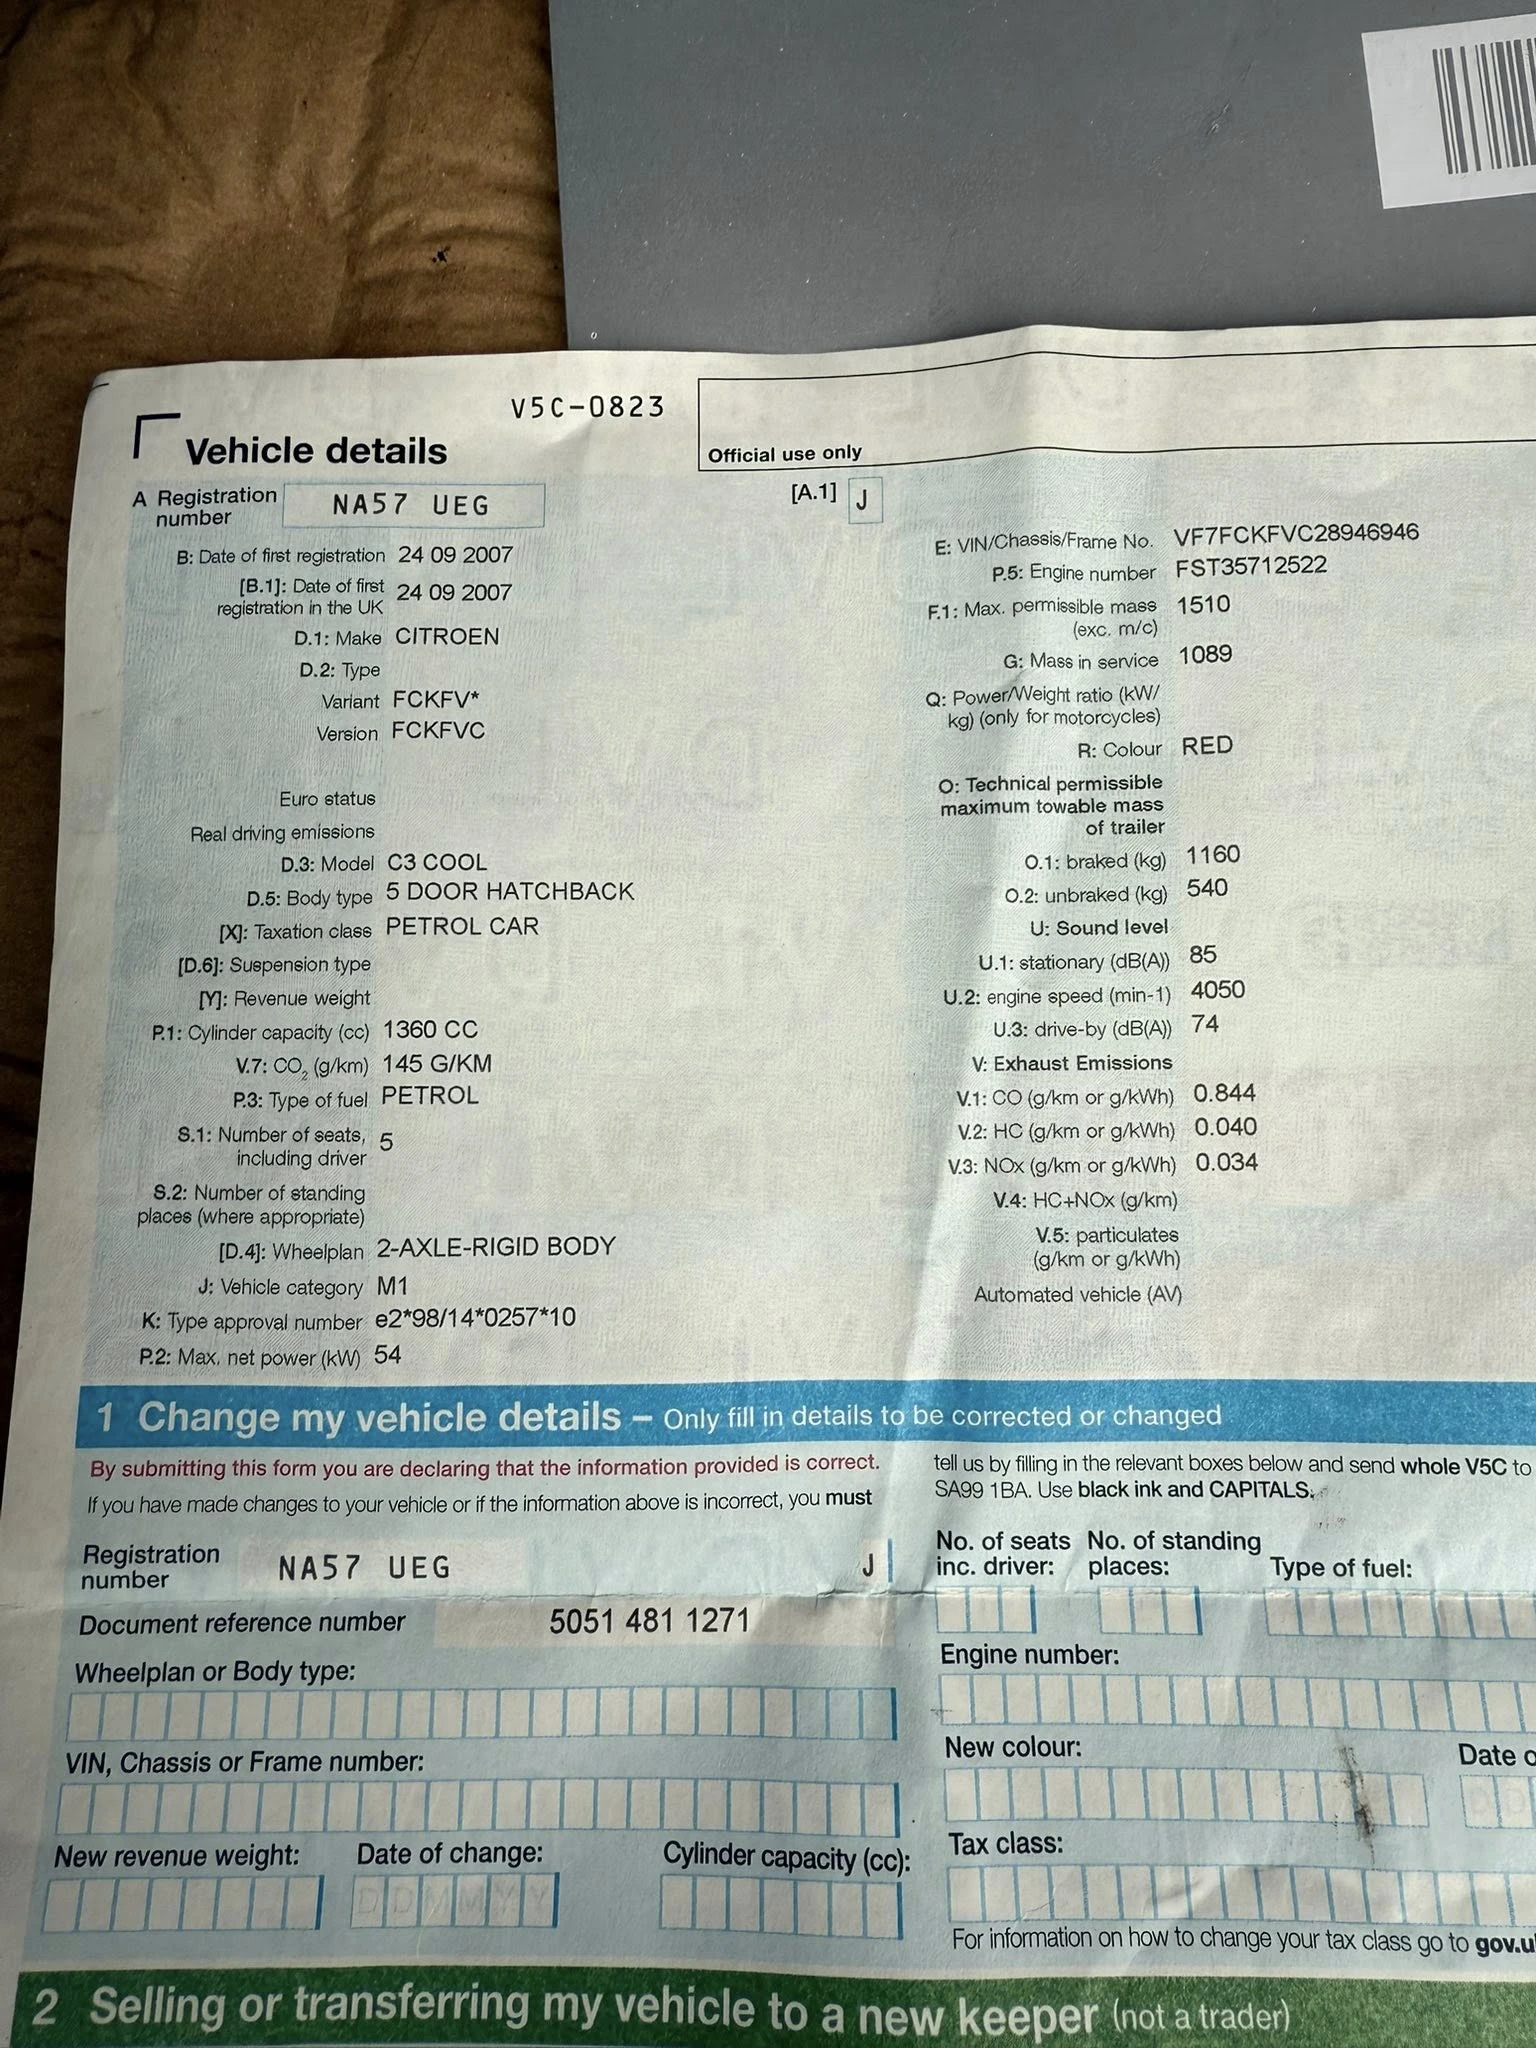 V5C-0823
Vehicle details
Official use only
A Registration number NA57 UEG
[A.1] J
B: Date of first registration 24 09 2007
[B.1]: Date of first registration in the UK 24 09 2007
D.1: Make CITROEN
D.2: Type
Variant FCKFV*
Version FCKFVC
Euro status
Real driving emissions
D.3: Model C3 COOL
D.5: Body type 5 DOOR HATCHBACK
[X]: Taxation class PETROL CAR
[D.6]: Suspension type
[Y]: Revenue weight
P.1: Cylinder capacity (cc) 1360 CC
V.7: CO2 (g/km) 145 G/KM
P.3: Type of fuel PETROL
S.1: Number of seats, including driver 5
S.2: Number of standing places (where appropriate)
[D.4]: Wheelplan 2-AXLE-RIGID BODY
J: Vehicle category M1
K: Type approval number e2*98/14*0257*10
P.2: Max. net power (kW) 54
E: VIN/Chassis/Frame No. VF7FCKFVC28946946
P.5: Engine number FST35712522
F.1: Max. permissible mass (exc. m/c) 1510
G: Mass in service 1089
Q: Power/Weight ratio (kW/kg) (only for motorcycles)
R: Colour RED
O: Technical permissible maximum towable mass of trailer
O.1: braked (kg) 1160
O.2: unbraked (kg) 540
U: Sound level
U.1: stationary (dB(A)) 85
U.2: engine speed (min-1) 4050
U.3: drive-by (dB(A)) 74
V: Exhaust Emissions
V.1: CO (g/km or g/kWh) 0.844
V.2: HC (g/km or g/kWh) 0.040
V.3: NOx (g/km or g/kWh) 0.034
V.4: HC+NOx (g/km)
V.5: particulates (g/km or g/kWh)
Automated vehicle (AV)
1 Change my vehicle details – Only fill in details to be corrected or changed
By submitting this form you are declaring that the information provided is correct.
If you have made changes to your vehicle or if the information above is incorrect, you must
tell us by filling in the relevant boxes below and send whole V5C to
SA99 1BA. Use black ink and CAPITALS.
Registration number NA57 UEG J
Document reference number 5051 481 1271
Wheelplan or Body type:
VIN, Chassis or Frame number:
New revenue weight: Date of change: Cylinder capacity (cc):
No. of seats inc. driver: No. of standing places: Type of fuel:
Engine number:
New colour: Date o
Tax class:
For information on how to change your tax class go to gov.u
2 Selling or transferring my vehicle to a new keeper (not a trader)